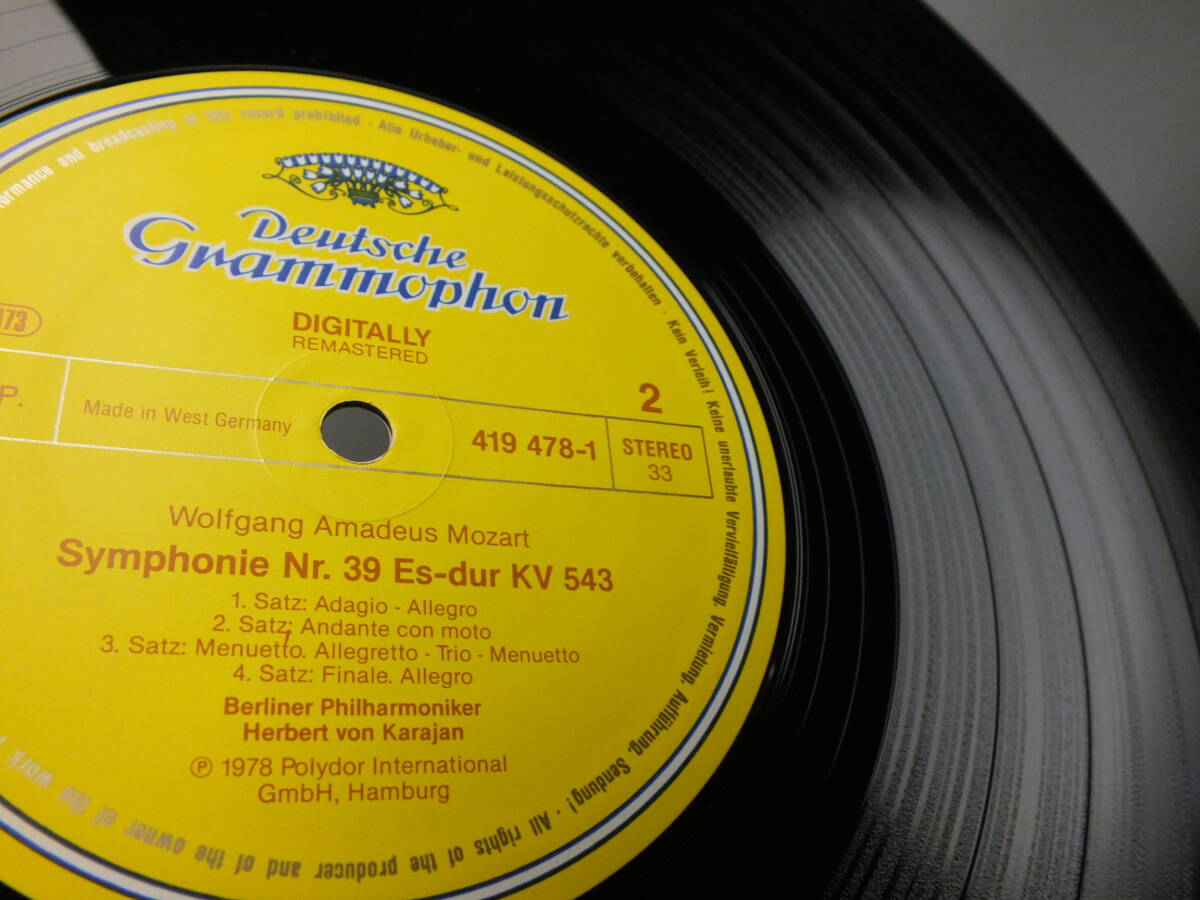 formance and broadcasting of this record prohibited · Alle Urheber- und Leistungsschutzrechte vorbehalten · Kein Verleih! Keine unerlaubte Vervielfältigung, Vermietung, Aufführung, Sendung! · All rights of the producer and of the owner of the work
Deutsche
Grammophon
DIGITALLY
REMASTERED
173
2
P.
Made in West Germany
419 478-1
STEREO
33
Wolfgang Amadeus Mozart
Symphonie Nr. 39 Es-dur KV 543
1. Satz: Adagio - Allegro
2. Satz: Andante con moto
3. Satz: Menuetto. Allegretto - Trio - Menuetto
4. Satz: Finale. Allegro
Berliner Philharmoniker
Herbert von Karajan
℗ 1978 Polydor International
GmbH, Hamburg